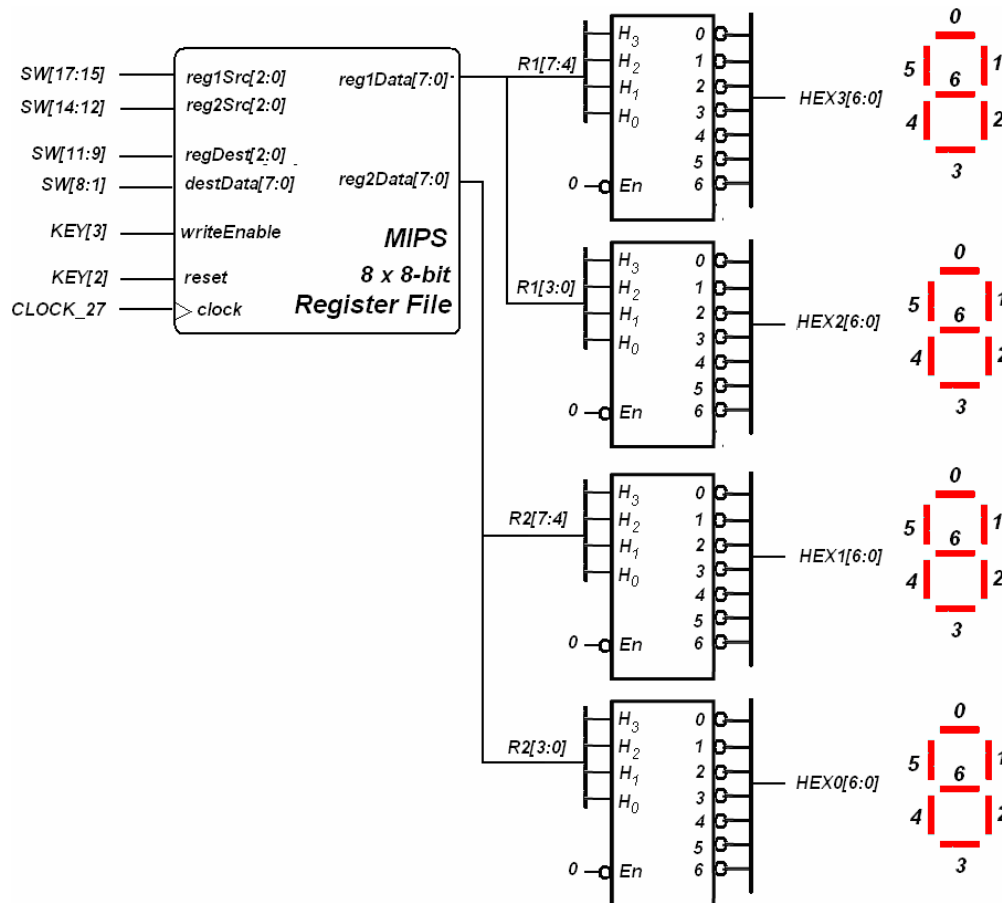 SW[17:15]
SW[14:12]
SW[11:9]
SW[8:1]
KEY[3]
KEY[2]
CLOCK_27
reg1Src[2:0]
reg2Src[2:0]
regDest[2:0]
destData[7:0]
writeEnable
reset
clock
reg1Data[7:0]
reg2Data[7:0]
MIPS
8 x 8-bit
Register File
R1[7:4]
H3
H2
H1
H0
0
1
2
3
4
5
6
0
En
HEX3[6:0]
0
5
1
6
4
2
3
R1[3:0]
H3
H2
H1
H0
0
1
2
3
4
5
6
0
En
HEX2[6:0]
0
5
1
6
4
2
3
R2[7:4]
H3
H2
H1
H0
0
1
2
3
4
5
6
0
En
HEX1[6:0]
0
5
1
6
4
2
3
R2[3:0]
H3
H2
H1
H0
0
1
2
3
4
5
6
0
En
HEX0[6:0]
0
5
1
6
4
2
3